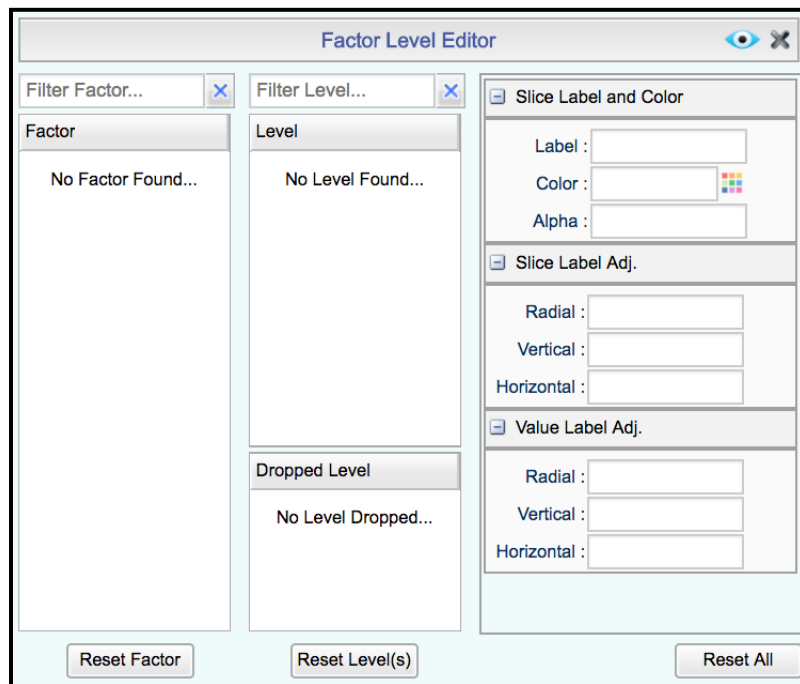 Factor Level Editor
Filter Factor...
Factor
No Factor Found...
Reset Factor
Filter Level...
Level
No Level Found...
Dropped Level
No Level Dropped...
Reset Level(s)
Slice Label and Color
Label :
Color :
Alpha :
Slice Label Adj.
Radial :
Vertical :
Horizontal :
Value Label Adj.
Radial :
Vertical :
Horizontal :
Reset All